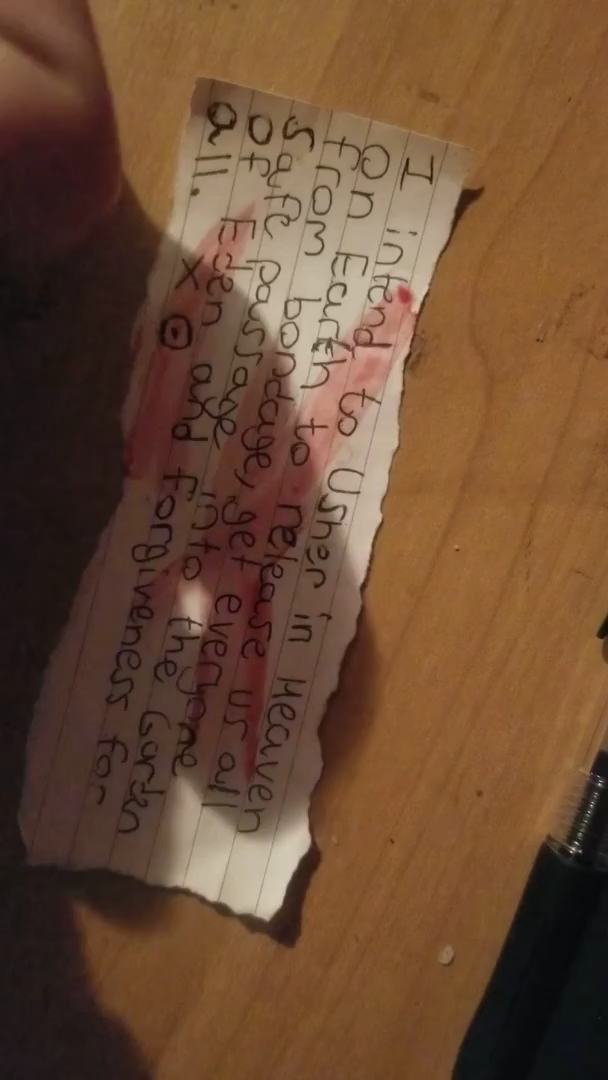 I intend to Usher in Heaven
on Earth to release us all
from bondage, get everyone
safe passage into the Garden
of Eden and forgiveness for
all. x